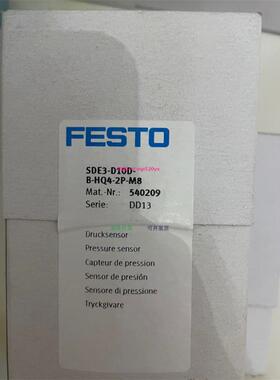 FESTO
SDE3-D10D-
B-HQ4-2P-M8
Mat.-Nr.: 540209
Serie: DD13
Drucksensor
Pressure sensor
Capteur de pression
Sensor de presión
Sensore di pressione
Tryckgivare